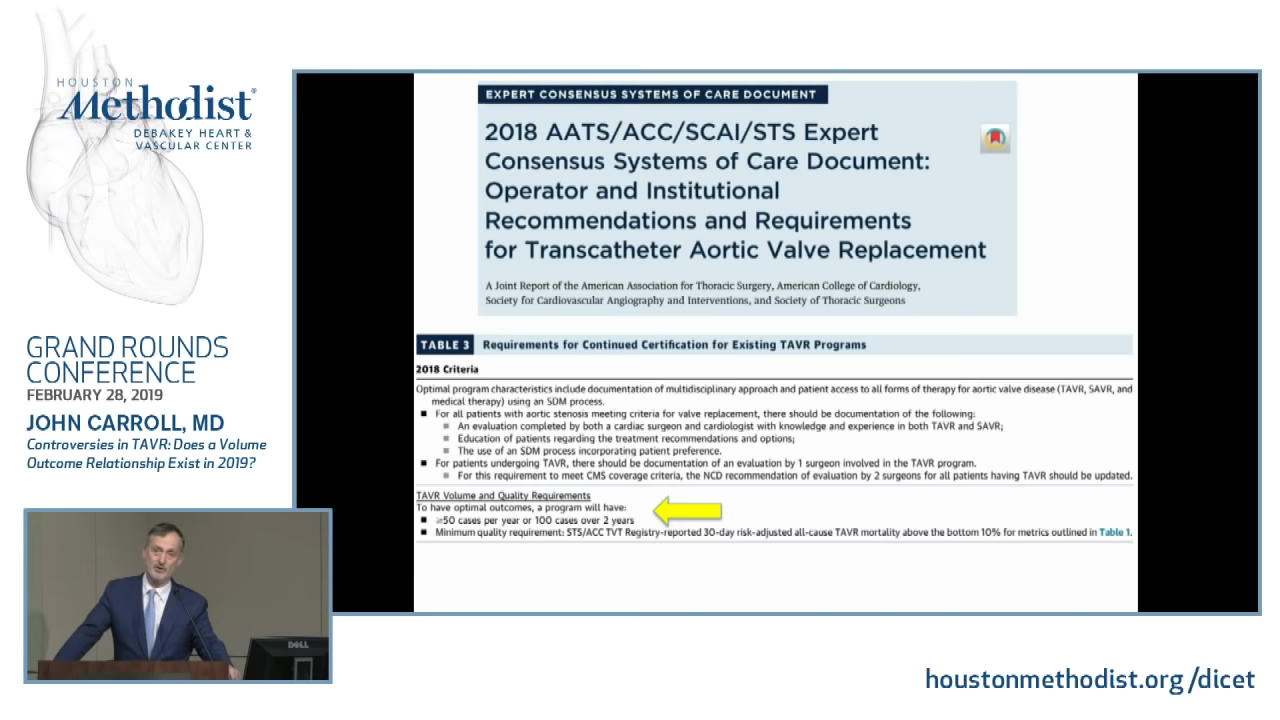 HOUSTON
Methodist®
DEBAKEY HEART &
VASCULAR CENTER
GRAND ROUNDS
CONFERENCE
FEBRUARY 28, 2019
JOHN CARROLL, MD
Controversies in TAVR: Does a Volume
Outcome Relationship Exist in 2019?
EXPERT CONSENSUS SYSTEMS OF CARE DOCUMENT
2018 AATS/ACC/SCAI/STS Expert
Consensus Systems of Care Document:
Operator and Institutional
Recommendations and Requirements
for Transcatheter Aortic Valve Replacement
A Joint Report of the American Association for Thoracic Surgery, American College of Cardiology,
Society for Cardiovascular Angiography and Interventions, and Society of Thoracic Surgeons
TABLE 3 Requirements for Continued Certification for Existing TAVR Programs
2018 Criteria
Optimal program characteristics include documentation of multidisciplinary approach and patient access to all forms of therapy for aortic valve disease (TAVR, SAVR, and
medical therapy) using an SDM process.
■ For all patients with aortic stenosis meeting criteria for valve replacement, there should be documentation of the following:
■ An evaluation completed by both a cardiac surgeon and cardiologist with knowledge and experience in both TAVR and SAVR;
■ Education of patients regarding the treatment recommendations and options;
■ The use of an SDM process incorporating patient preference.
■ For patients undergoing TAVR, there should be documentation of an evaluation by 1 surgeon involved in the TAVR program.
■ For this requirement to meet CMS coverage criteria, the NCD recommendation of evaluation by 2 surgeons for all patients having TAVR should be updated.
TAVR Volume and Quality Requirements
To have optimal outcomes, a program will have:
■ ≥50 cases per year or 100 cases over 2 years
■ Minimum quality requirement: STS/ACC TVT Registry-reported 30-day risk-adjusted all-cause TAVR mortality above the bottom 10% for metrics outlined in Table 1.
DELL
houstonmethodist.org/dicet